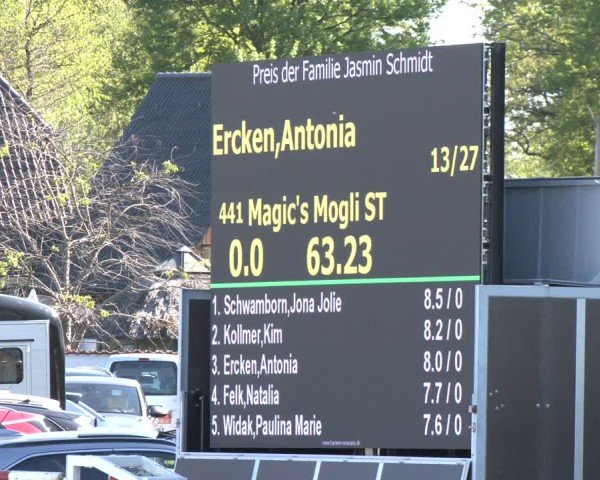 Preis der Familie Jasmin Schmidt
Ercken,Antonia
13/27
441 Magic's Mogli ST
0.0 63.23
1. Schwamborn,Jona Jolie 8.5 / 0
2. Kollmer,Kim 8.2 / 0
3. Ercken,Antonia 8.0 / 0
4. Felk,Natalia 7.7 / 0
5. Widak,Paulina Marie 7.6 / 0